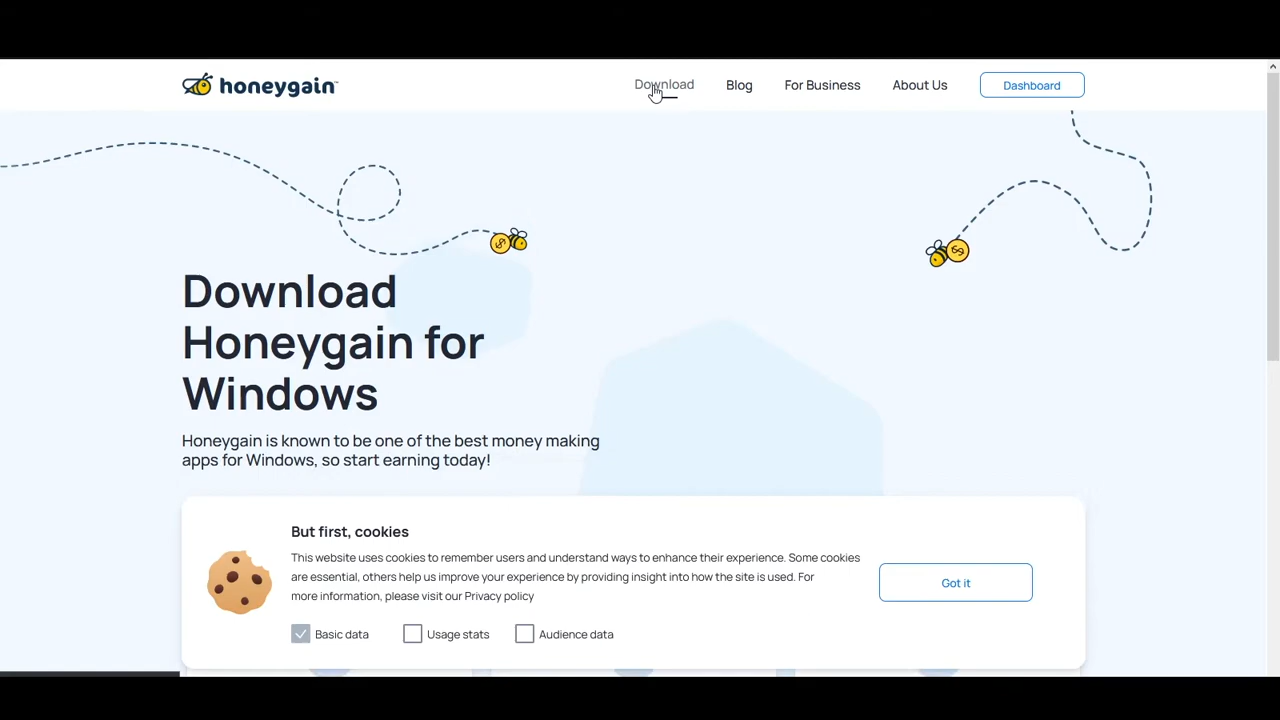 honeygain™
Download
Blog
For Business
About Us
Dashboard
Download
Honeygain for
Windows
Honeygain is known to be one of the best money making
apps for Windows, so start earning today!
But first, cookies
This website uses cookies to remember users and understand ways to enhance their experience. Some cookies
are essential, others help us improve your experience by providing insight into how the site is used. For
more information, please visit our Privacy policy
Got it
Basic data
Usage stats
Audience data